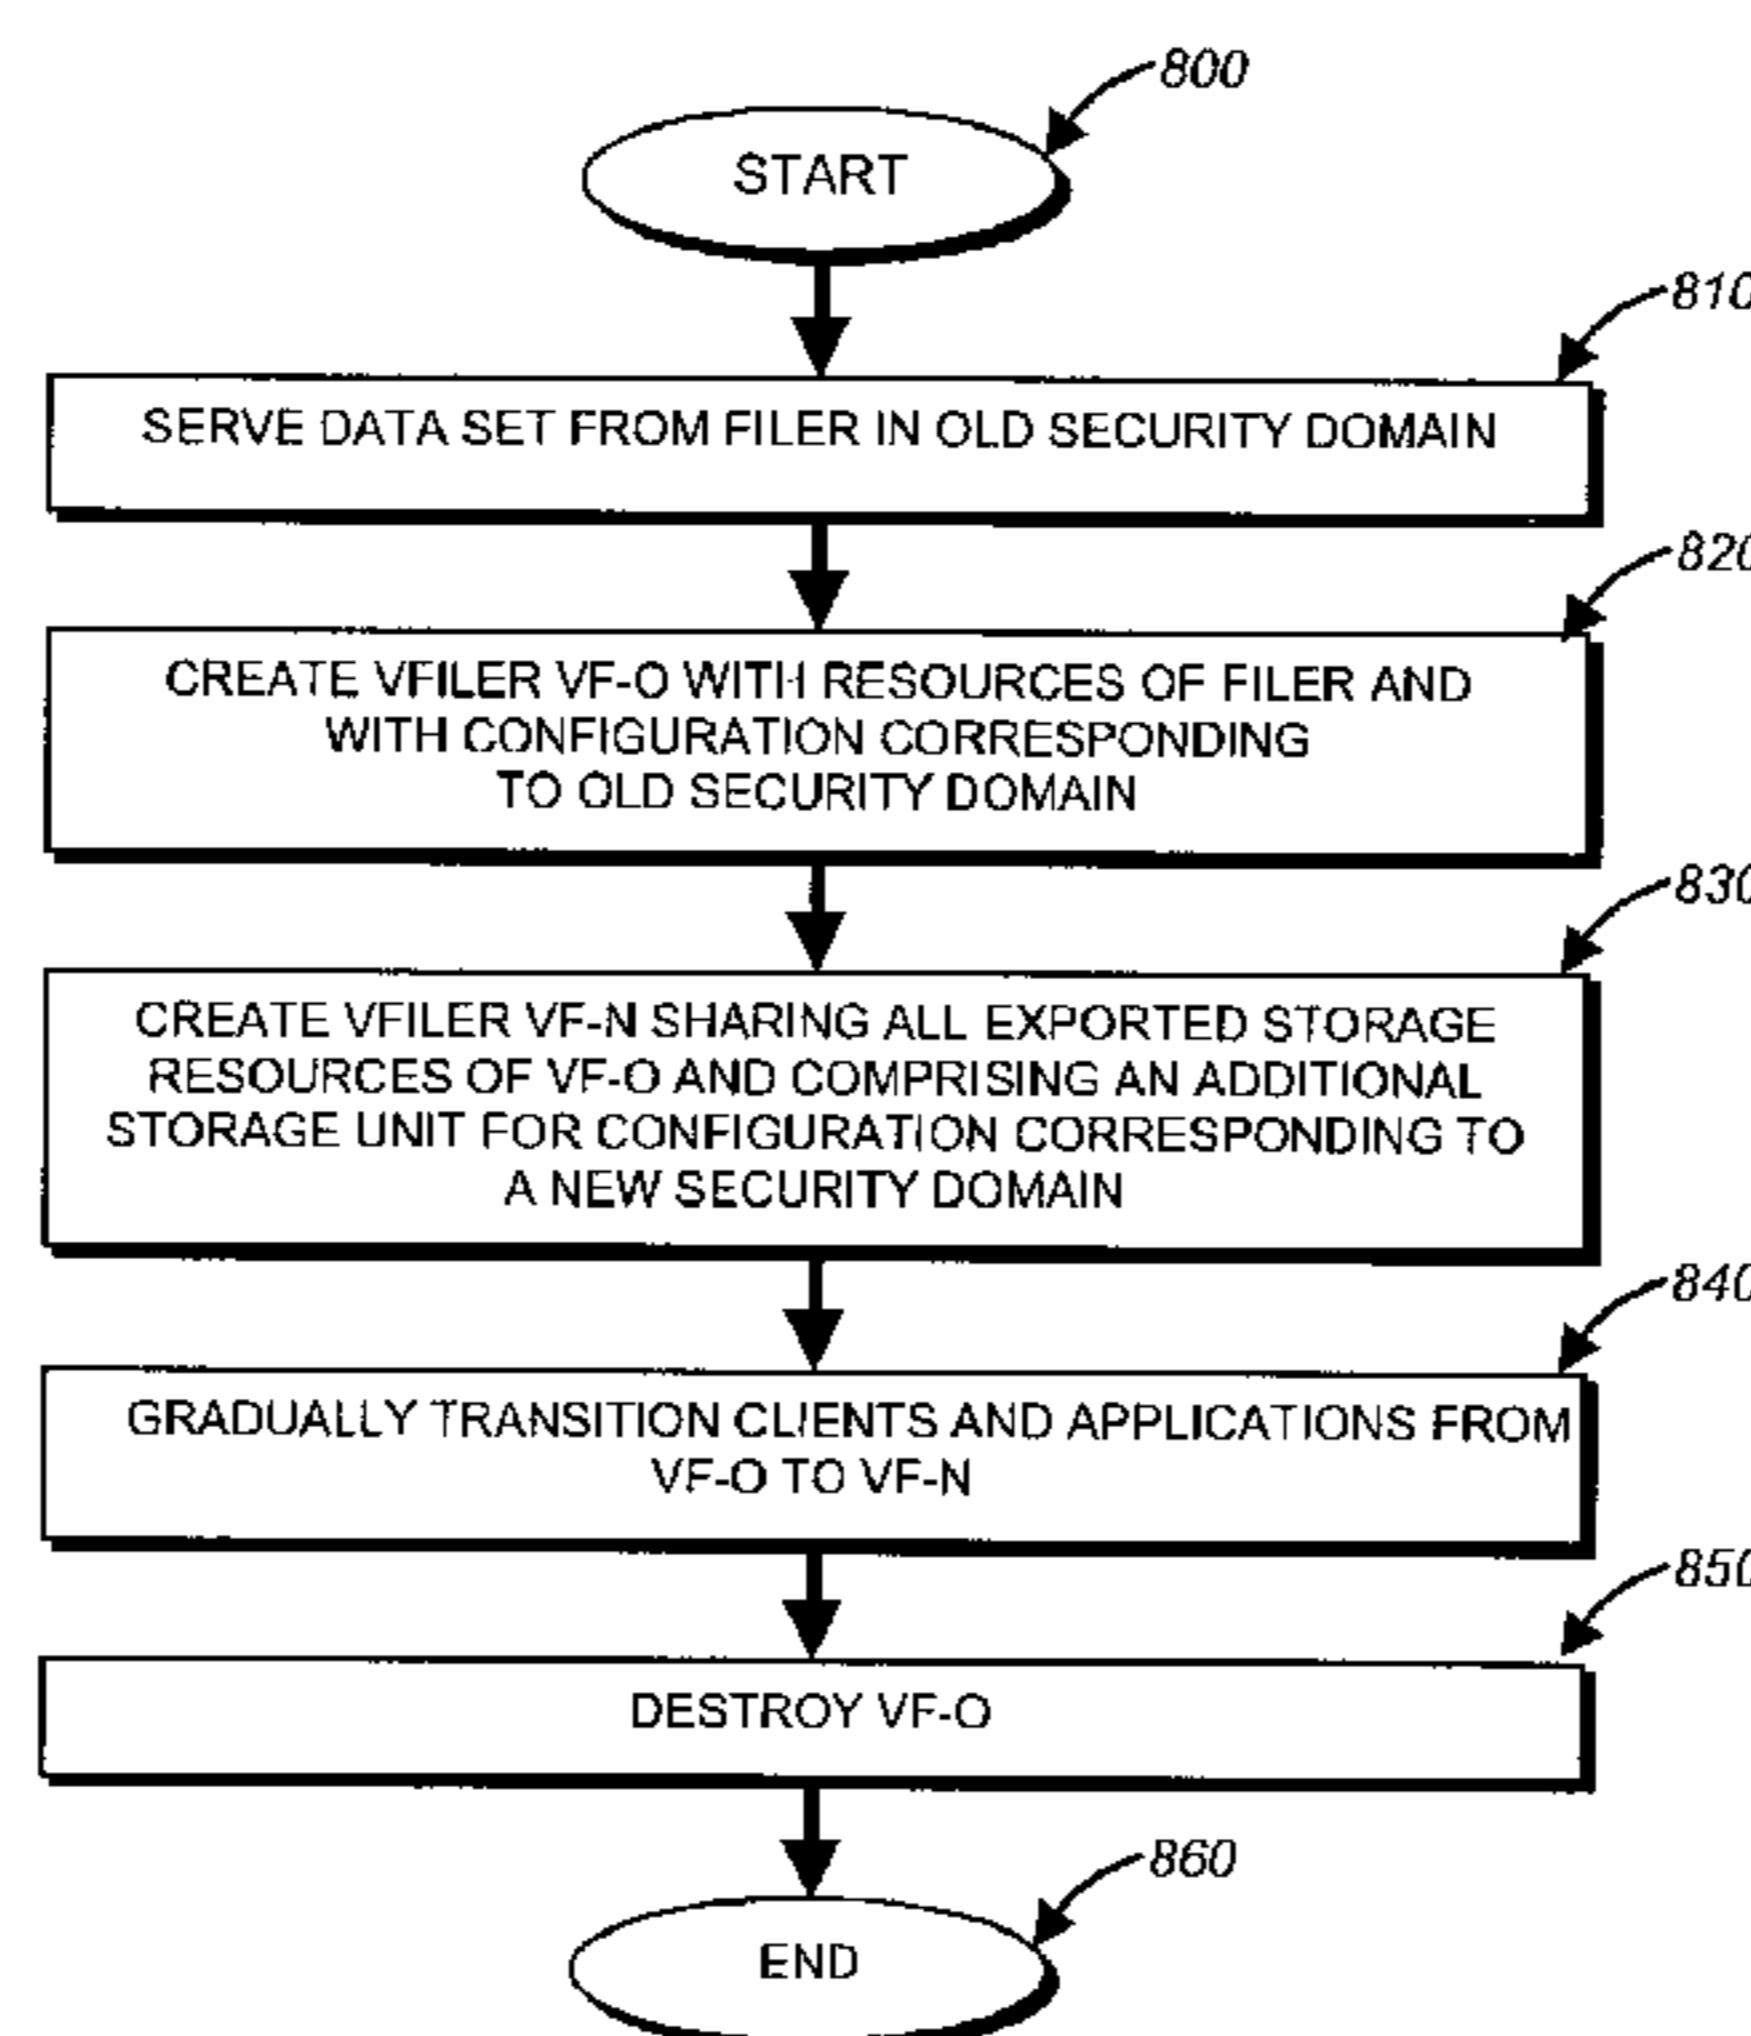 800
START
810
SERVE DATA SET FROM FILER IN OLD SECURITY DOMAIN
820
CREATE VFILER VF-O WITH RESOURCES OF FILER AND
WITH CONFIGURATION CORRESPONDING
TO OLD SECURITY DOMAIN
830
CREATE VFILER VF-N SHARING ALL EXPORTED STORAGE
RESOURCES OF VF-O AND COMPRISING AN ADDITIONAL
STORAGE UNIT FOR CONFIGURATION CORRESPONDING TO
A NEW SECURITY DOMAIN
840
GRADUALLY TRANSITION CLIENTS AND APPLICATIONS FROM
VF-O TO VF-N
850
DESTROY VF-O
860
END